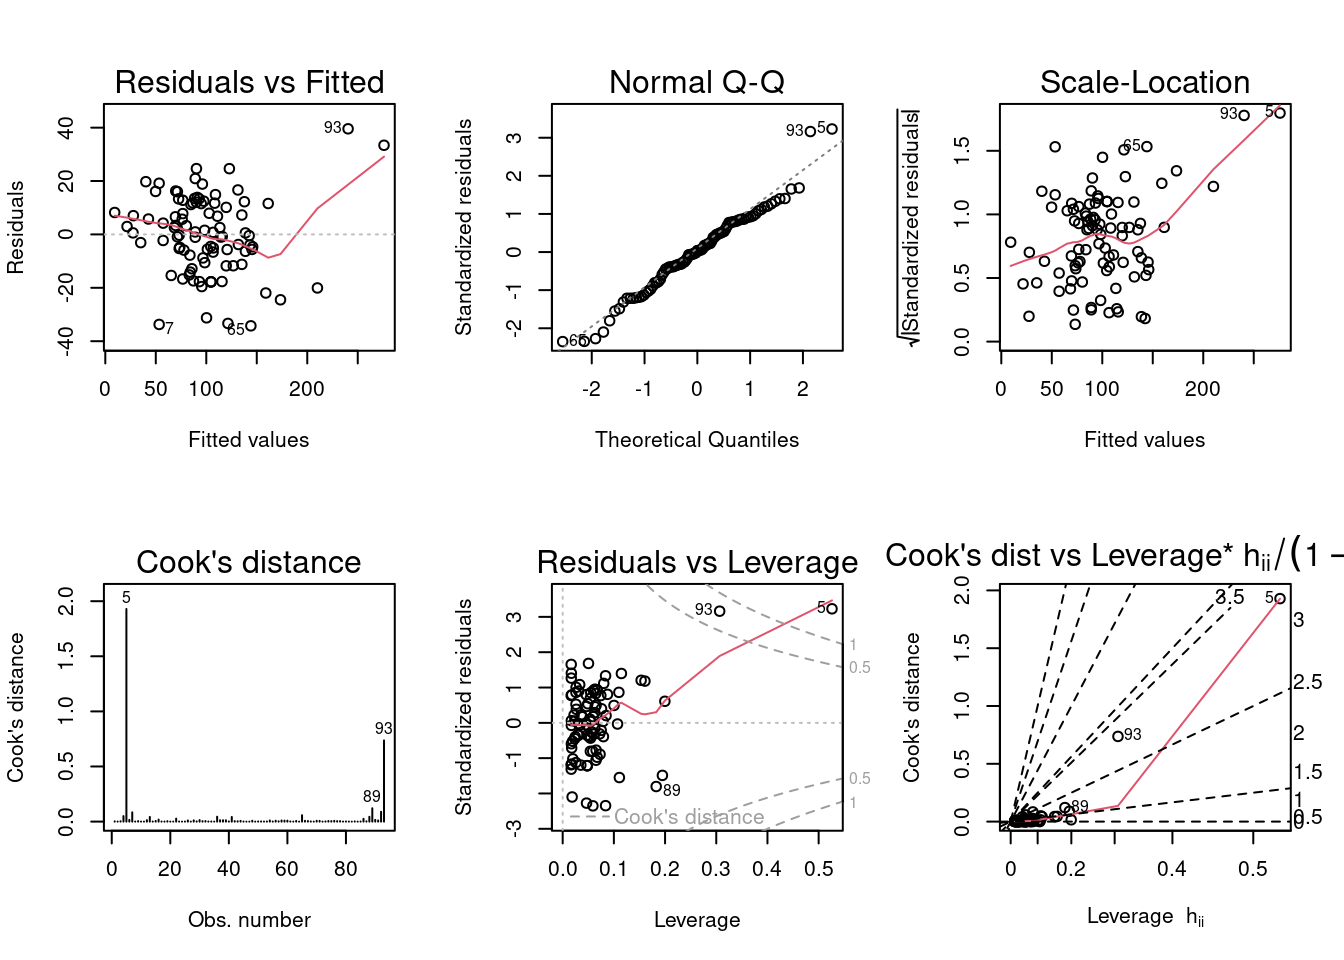 Residuals vs Fitted
Residuals
-40 -20 0 20 40
93
7
65
0 50 100 200
Fitted values
Normal Q-Q
Standardized residuals
-2 -1 0 1 2 3
93 5
65
-2 -1 0 1 2
Theoretical Quantiles
Scale-Location
√|Standardized residuals|
0.0 0.5 1.0 1.5
93 5
65
0 50 100 200
Fitted values
Cook's distance
Cook's distance
0.0 0.5 1.0 1.5 2.0
5
93
89
0 20 40 60 80
Obs. number
Residuals vs Leverage
Standardized residuals
-3 -1 0 1 2 3
93 5
89
1
0.5
0.5
1
Cook's distance
0.0 0.1 0.2 0.3 0.4 0.5
Leverage
Cook's dist vs Leverage* hii/(1 −
Cook's distance
0.0 0.5 1.0 1.5 2.0
3.5 5
93
89
3
2.5
2
1.5
1
0.5
0
0 0.2 0.4 0.5
Leverage hii